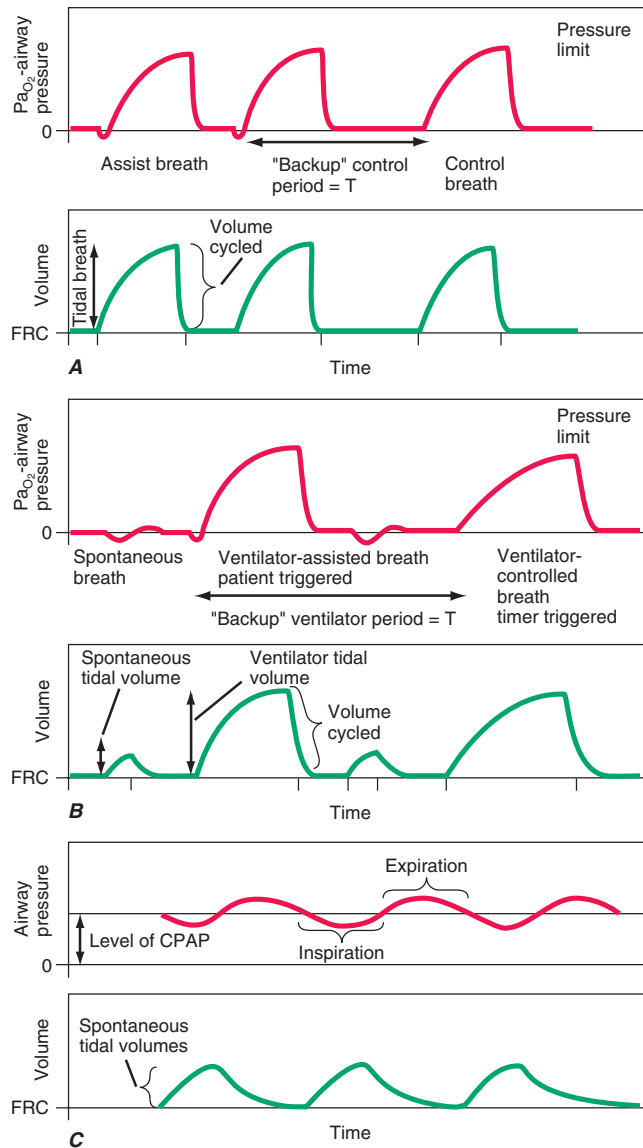 Pressure
limit
PaO2-airway
pressure
0
Assist breath
"Backup" control
period = T
Control
breath
Volume
cycled
Volume
Tidal breath
FRC
A
Time
Pressure
limit
PaO2-airway
pressure
0
Spontaneous
breath
Ventilator-assisted breath
patient triggered
Ventilator-
controlled
breath
timer triggered
"Backup" ventilator period = T
Spontaneous
tidal volume
Ventilator tidal
volume
Volume
cycled
Volume
FRC
B
Time
Expiration
Airway
pressure
Level of CPAP
Inspiration
0
Spontaneous
tidal volumes
Volume
FRC
C
Time